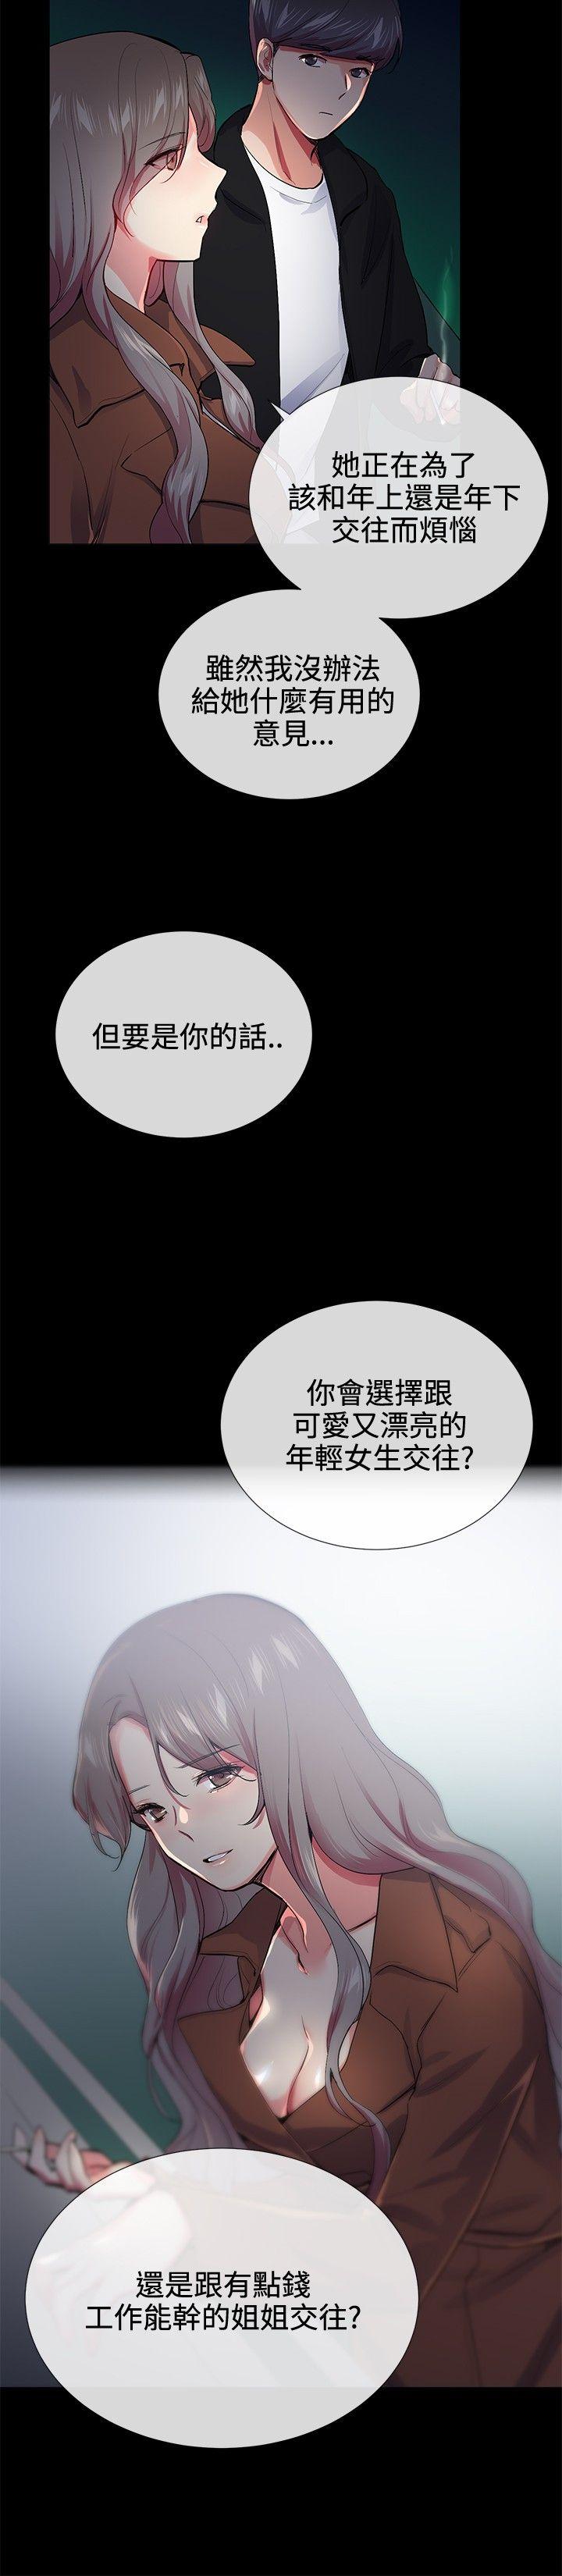 她正在為了
該和年上還是年下
交往而煩惱
雖然我沒辦法
給她什麼有用的
意見...
但要是你的話..
你會選擇跟
可愛又漂亮的
年輕女生交往?
還是跟有點錢
工作能幹的姐姐交往?